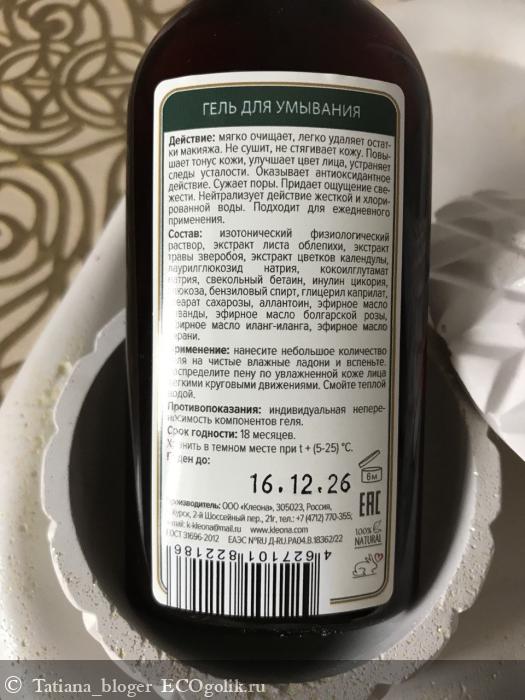 ГЕЛЬ ДЛЯ УМЫВАНИЯ
Действие: мягко очищает, легко удаляет остат-
ки макияжа. Не сушит, не стягивает кожу. Повы-
шает тонус кожи, улучшает цвет лица, устраняет
следы усталости. Оказывает антиоксидантное
действие. Сужает поры. Придает ощущение све-
жести. Нейтрализует действие жесткой и хлори-
рованной воды. Подходит для ежедневного
применения.
Состав: изотонический физиологический
раствор, экстракт листа облепихи, экстракт
травы зверобоя, экстракт цветков календулы,
лаурилглюкозид натрия, кокоилглутамат
натрия, свекольный бетаин, инулин цикория,
глюкоза, бензиловый спирт, глицерил каприлат,
стеарат сахарозы, аллантоин, эфирное масло
лаванды, эфирное масло болгарской розы,
эфирное масло иланг-иланга, эфирное масло
герани.
Применение: нанесите небольшое количество
геля на чистые влажные ладони и вспеньте.
Распределите пену по увлажненной коже лица
легкими круговыми движениями. Смойте теплой
водой.
Противопоказания: индивидуальная непере-
носимость компонентов геля.
Срок годности: 18 месяцев.
Хранить в темном месте при t + (5-25) °C.
Годен до:
16.12.26
6м
Производитель: ООО «Клеона», 305023, Россия,
г. Курск, 2-й Шоссейный пер., 21г, тел.: +7 (4712) 770-355,
e-mail: k-kleona@mail.ru www.kleona.com
ГОСТ 31696-2012 ЕАЭС №RU Д-RU.РА04.В.18362/22
EAC
100%
NATURAL
4 627101 822186
© Tatiana_bloger ECOgolik.ru